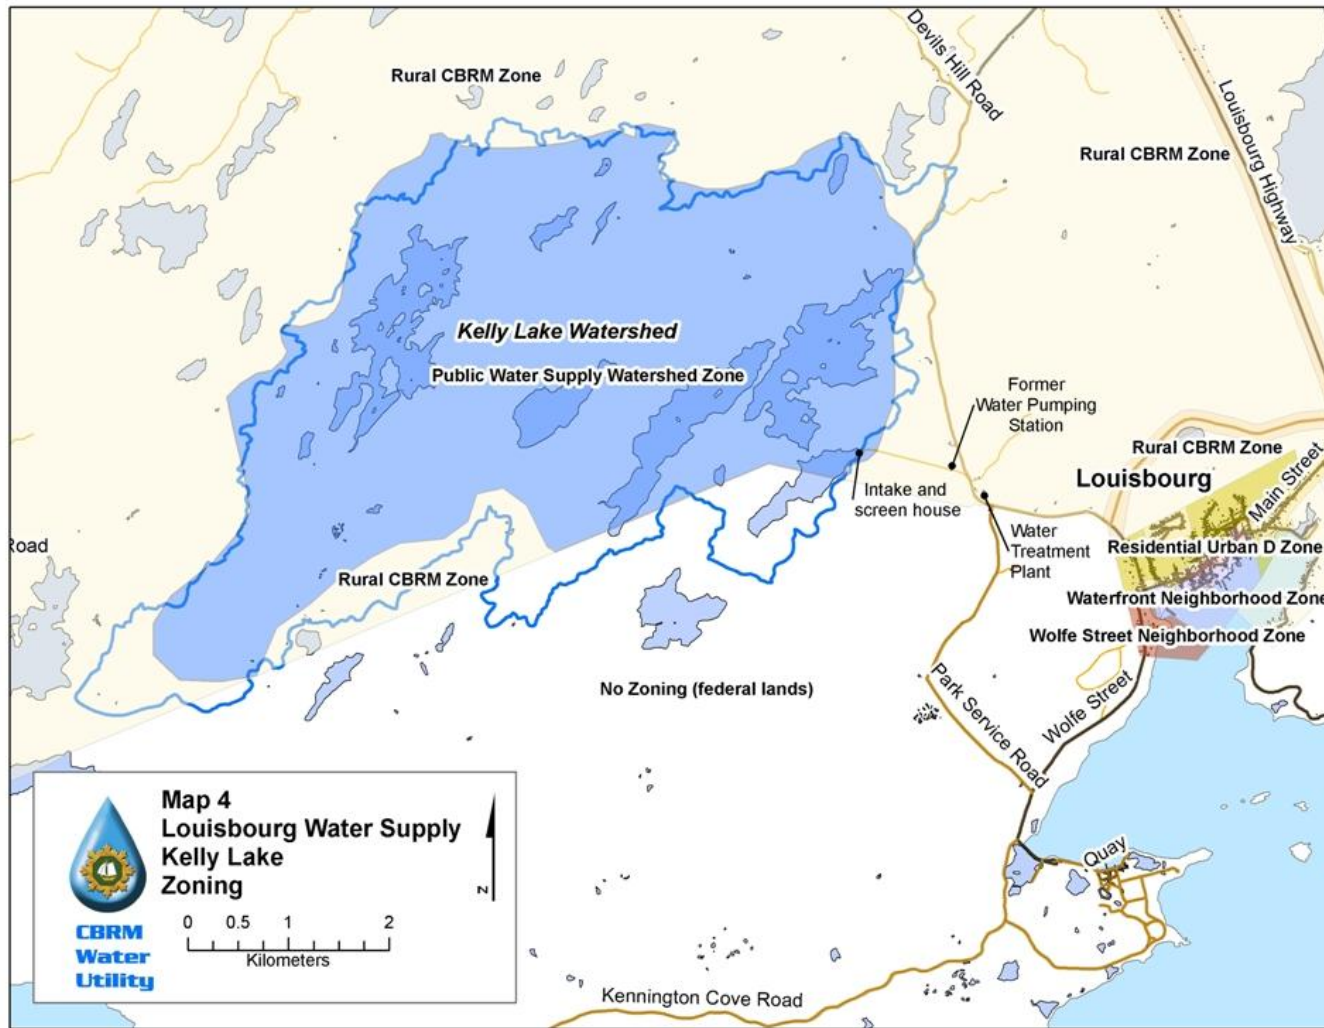 Devils Hill Road
Rural CBRM Zone
Louisbourg Highway
Rural CBRM Zone
Kelly Lake Watershed
Public Water Supply Watershed Zone
Former
Water Pumping
Station
Rural CBRM Zone
Louisbourg
Main Street
Intake and
screen house
Water
Treatment
Plant
Road
Residential Urban D Zone
Rural CBRM Zone
Waterfront Neighborhood Zone
Wolfe Street Neighborhood Zone
No Zoning (federal lands)
Park Service Road
Wolfe Street
Map 4
Louisbourg Water Supply
Kelly Lake
Zoning
N
CBRM
Water
Utility
0 0.5 1 2
Kilometers
Quay
Kennington Cove Road